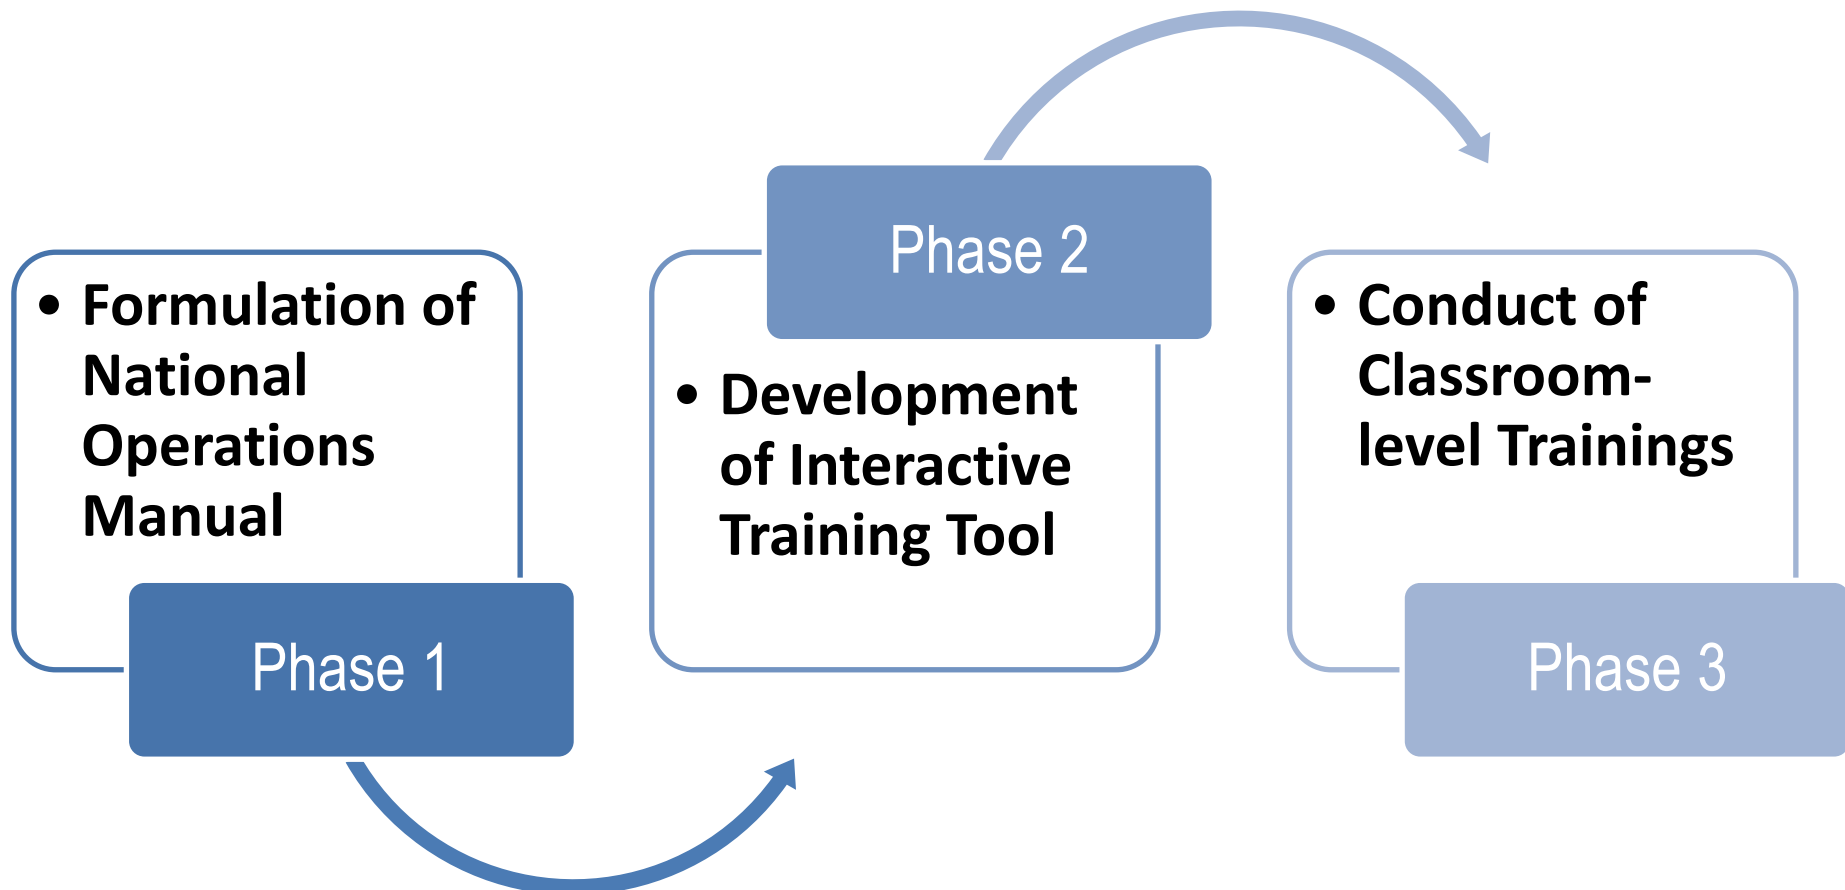 • Formulation of
National
Operations
Manual
Phase 1
Phase 2
• Development
of Interactive
Training Tool
• Conduct of
Classroom-
level Trainings
Phase 3